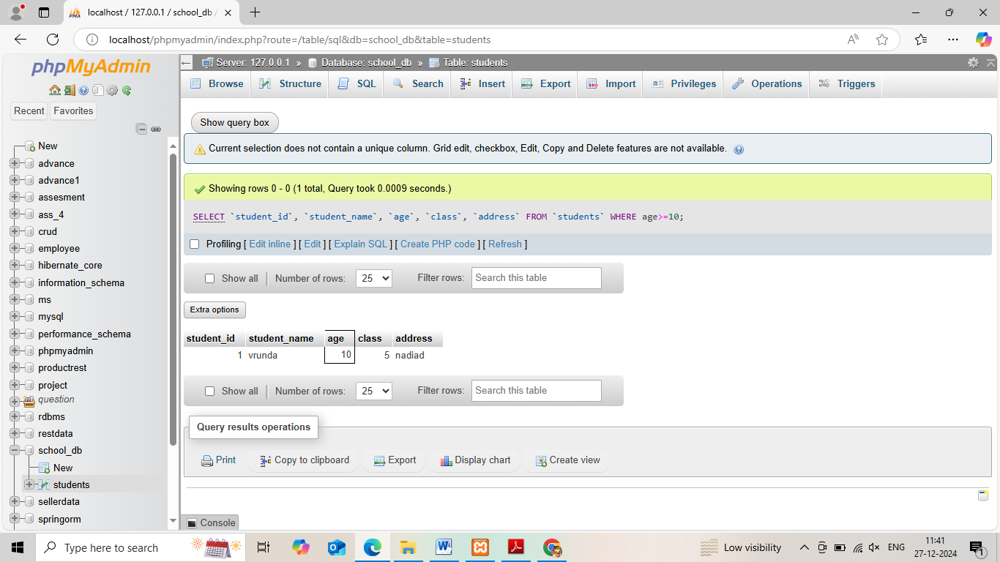 localhost / 127.0.0.1 / school_db /
localhost/phpmyadmin/index.php?route=/table/sql&db=school_db&table=students
phpMyAdmin
Recent Favorites
New
advance
advance1
assesment
ass_4
crud
employee
hibernate_core
information_schema
ms
mysql
performance_schema
phpmyadmin
productrest
project
question
rdbms
restdata
school_db
New
students
sellerdata
springorm
Server: 127.0.0.1 » Database: school_db » Table: students
Browse Structure SQL Search Insert Export Import Privileges Operations Triggers
Show query box
Current selection does not contain a unique column. Grid edit, checkbox, Edit, Copy and Delete features are not available.
Showing rows 0 - 0 (1 total, Query took 0.0009 seconds.)
SELECT `student_id`, `student_name`, `age`, `class`, `address` FROM `students` WHERE age>=10;
Profiling [ Edit inline ] [ Edit ] [ Explain SQL ] [ Create PHP code ] [ Refresh ]
Show all Number of rows: 25 Filter rows: Search this table
Extra options
student_id student_name age class address
1 vrunda 10 5 nadiad
Show all Number of rows: 25 Filter rows: Search this table
Query results operations
Print Copy to clipboard Export Display chart Create view
Console
Type here to search
Low visibility
ENG
11:41
27-12-2024
1